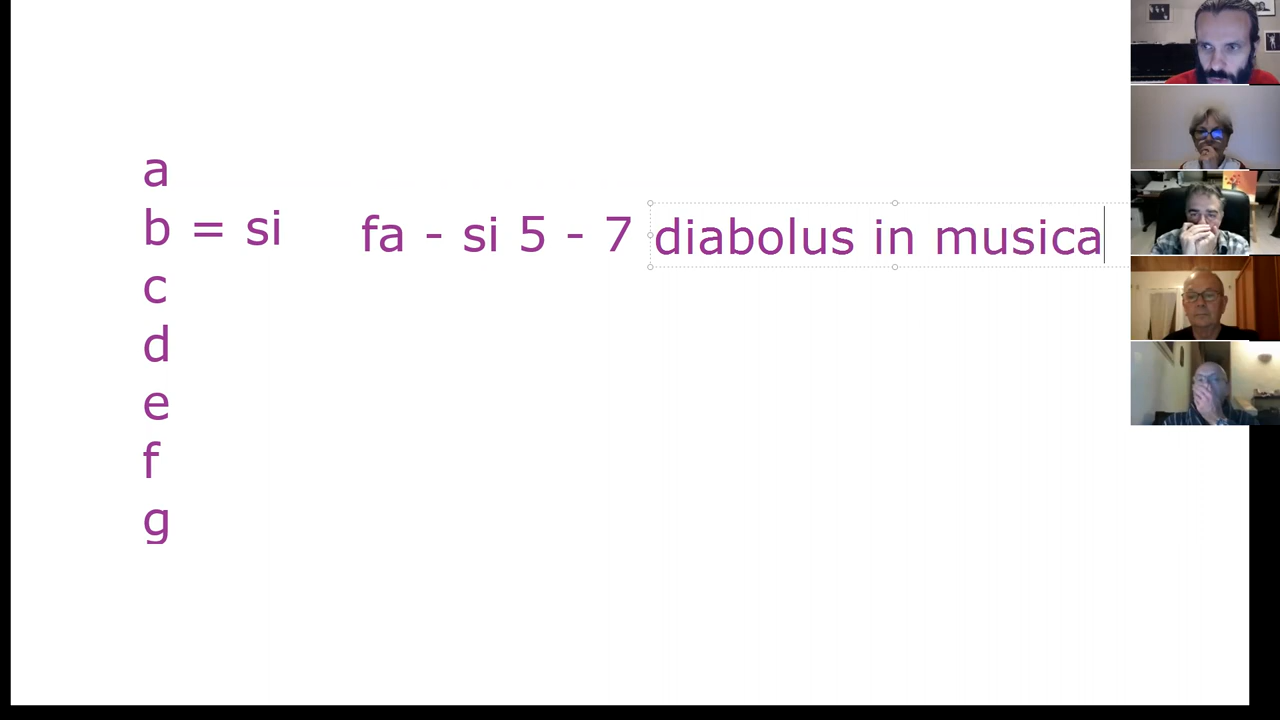 a
b = si fa - si 5 - 7 diabolus in musica
c
d
e
f
g